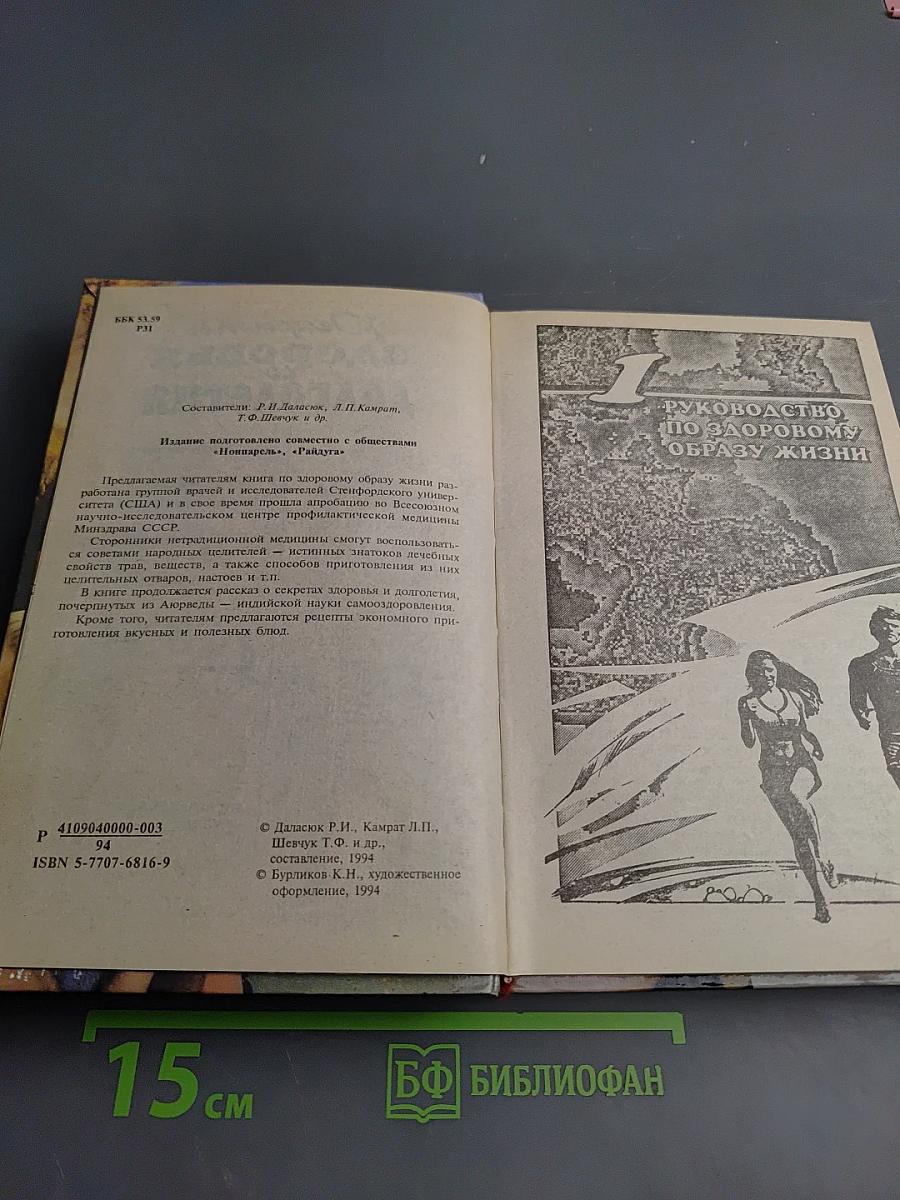 ББК 53.59
Р31
Составители: Р.И.Даласюк, Л.П.Камрат,
Т.Ф.Шевчук и др.
Издание подготовлено совместно с обществами
«Нонпарель», «Райдуга»
Предлагаемая читателям книга по здоровому образу жизни раз-
работана группой врачей и исследователей Стенфордского универ-
ситета (США) и в свое время прошла апробацию во Всесоюзном
научно-исследовательском центре профилактической медицины
Минздрава СССР.
Сторонники нетрадиционной медицины смогут воспользовать-
ся советами народных целителей — истинных знатоков лечебных
свойств трав, веществ, а также способов приготовления из них
целительных отваров, настоев и т.п.
В книге продолжается рассказ о секретах здоровья и долголетия,
почерпнутых из Аюрведы — индийской науки самооздоровления.
Кроме того, читателям предлагаются рецепты экономного при-
готовления вкусных и полезных блюд.
Р 4109040000-003
94
ISBN 5-7707-6816-9
© Даласюк Р.И., Камрат Л.П.,
Шевчук Т.Ф. и др.,
составление, 1994
© Бурликов К.Н., художественное
оформление, 1994
1
РУКОВОДСТВО
ПО ЗДОРОВОМУ
ОБРАЗУ ЖИЗНИ
15 см
БФ БИБЛИОФАН